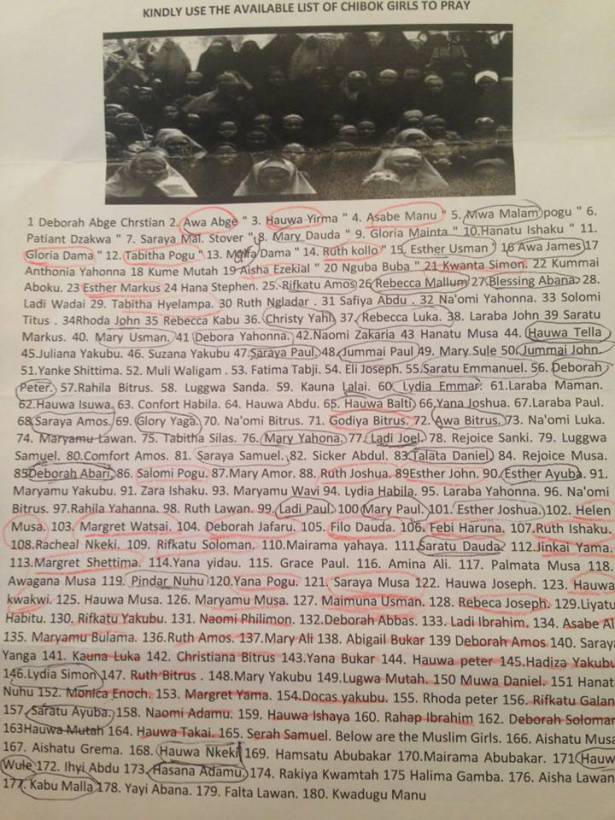 KINDLY USE THE AVAILABLE LIST OF CHIBOK GIRLS TO PRAY
1 Deborah Abge Chrstian 2. Awa Abge " 3. Hauwa Yirma " 4. Asabe Manu " 5. Mwa Malam pogu " 6.
Patiant Dzakwa " 7. Saraya Mal. Stover " 8. Mary Dauda " 9. Gloria Mainta " 10.Hanatu Ishaku " 11.
Gloria Dama " 12. Tabitha Pogu " 13. Dama " 14. Ruth kollo " 15. Esther Usman 16 Awa James 17
Anthonia Yahonna 18 Kume Mutah 19 Aisha Ezekial " 20 Nguba Buba " 21 Kwanta Simon. 22 Kummai
Aboku. 23 Esther Markus 24 Hana Stephen. 25. Rifkatu Amos 26 Rebecca Mallum 27.Blessing Abana 28.
Ladi Wadai 29. Tabitha Hyelampa. 30 Ruth Ngladar . 31 Safiya Abdu . 32 Na'omi Yahonna. 33 Solomi
Titus . 34Rhoda John 35 Rebecca Kabu 36. Christy Yahi 37. Rebecca Luka. 38. Laraba John 39 Saratu
Markus. 40. Mary Usman. 41 Debora Yahonna. 42.Naomi Zakaria 43 Hanatu Musa 44. Hauwa Tella
45.Juliana Yakubu. 46. Suzana Yakubu 47.Saraya Paul. 48. Jummai Paul 49. Mary.Sule 50.Jummai John.
51.Yanke Shittima. 52. Muli Waligam . 53. Fatima Tabji. 54. Eli Joseph. 55.Saratu Emmanuel. 56. Deborah
Peter. 57.Rahila Bitrus. 58. Luggwa Sanda. 59. Kauna Lalai. 60. Lydia Emmar. 61.Laraba Maman.
62.Hauwa Isuwa. 63. Confort Habila. 64. Hauwa Abdu. 65. Hauwa Balti 66.Yana Joshua. 67.Laraba Paul.
68.Saraya Amos. 69. Glory Yaga. 70. Na'omi Bitrus. 71. Godiya Bitrus. 72. Awa Bitrus. 73. Na'omi Luka.
74. Maryamu Lawan. 75. Tabitha Silas. 76. Mary Yahona. 77. Ladi Joel. 78. Rejoice Sanki. 79. Luggwa
Samuel. 80.Comfort Amos. 81. Saraya Samuel. 82. Sicker Abdul. 83.Talata Daniel. 84. Rejoice Musa.
85.Deborah Abari. 86. Salomi Pogu. 87.Mary Amor. 88. Ruth Joshua. 89Esther John. 90. Esther Ayuba. 91.
Maryamu Yakubu. 91. Zara Ishaku. 93. Maryamu Wavi 94. Lydia Habila. 95. Laraba Yahonna. 96. Na'omi
Bitrus. 97.Rahila Yahanna. 98. Ruth Lawan. 99. Ladi Paul 100 Mary Paul. 101. Esther Joshua. 102. Helen
Musa. 103. Margret Watsai. 104. Deborah Jafaru. 105. Filo Dauda. 106. Febi Haruna. 107.Ruth Ishaku.
108.Racheal Nkeki. 109. Rifkatu Soloman. 110.Mairama yahaya. 111.Saratu Dauda. 112.Jinkai Yama.
113.Margret Shettima. 114.Yana yidau. 115. Grace Paul. 116. Amina Ali. 117. Palmata Musa 118.
Awagana Musa 119. Pindar Nuhu 120.Yana Pogu. 121. Saraya Musa 122. Hauwa Joseph. 123. Hauwa
kwakwi. 125. Hauwa Musa. 126. Maryamu Musa. 127. Maimuna Usman. 128. Rebeca Joseph. 129.Liyatu
Habitu. 130. Rifkatu Yakubu. 131. Naomi Philimon. 132.Deborah Abbas. 133. Ladi Ibrahim. 134. Asabe Al
135. Maryamu Bulama. 136.Ruth Amos. 137.Mary Ali 138. Abigail Bukar 139 Deborah Amos 140. Saraya
Yanga 141. Kauna Luka 142. Christiana Bitrus 143.Yana Bukar 144. Hauwa peter 145.Hadiza Yakubu
146.Lydia Simon 147. Ruth Bitrus . 148.Mary Yakubu 149.Lugwa Mutah. 150 Muwa Daniel. 151 Hanat
Nuhu 152. Monica Enoch. 153. Margret Yama. 154.Docas yakubu. 155. Rhoda peter 156. Rifkatu Galan
157. Saratu Ayuba. 158. Naomi Adamu. 159. Hauwa Ishaya 160. Rahap Ibrahim 162. Deborah Soloman
163Hauwa Mutah 164. Hauwa Takai. 165. Serah Samuel. Below are the Muslim Girls. 166. Aishatu Musa
167. Aishatu Grema. 168. Hauwa Nkeki 169. Hamsatu Abubakar 170.Mairama Abubakar. 171 Hauw
Wule 172. Ihyi Abdu 173. Hasana Adamu. 174. Rakiya Kwamtah 175 Halima Gamba. 176. Aisha Lawan
177. Kabu Malla 178. Yayi Abana. 179. Falta Lawan. 180. Kwadugu Manu